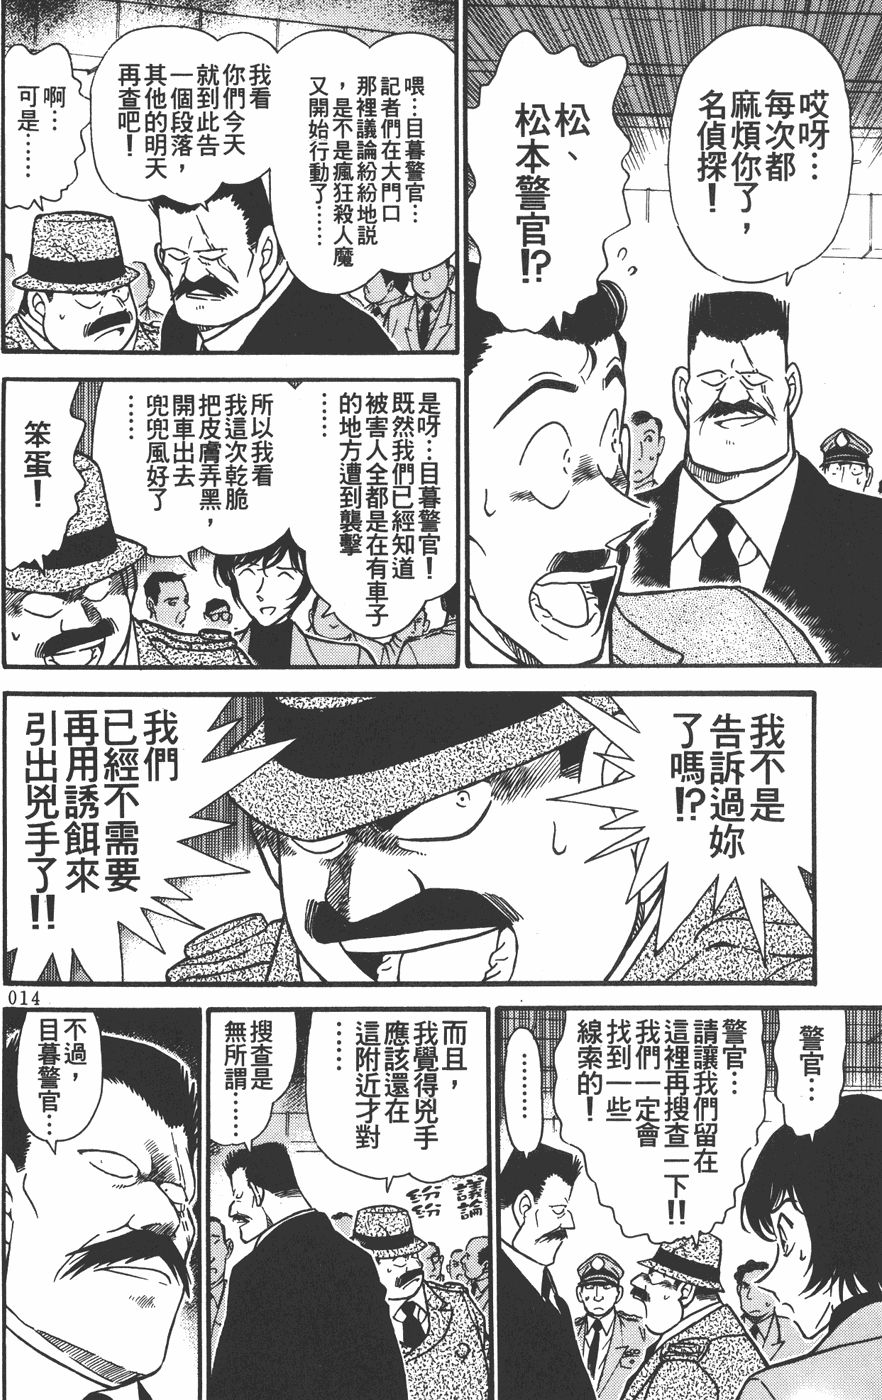 哎呀…
每次都
麻煩你了，
名偵探！
松、
松本警官！？
喂…目暮警官…
記者們在大門口
那裡議論紛紛地說
，是不是瘋狂殺人魔
又開始行動了……
我看
你們今天
就到此告
一個段落，
其他的明天
再查吧！
啊…
可是……
是呀…目暮警官！
既然我們已經知道
被害人全都是在有車子
的地方遭到襲擊
……
所以我看
我這次乾脆
把皮膚弄黑，
開車出去
兜兜風好了
……
笨蛋！
我不是
告訴過妳
了嗎！？
我們
已經不需要
再用誘餌來
引出兇手了！！
014
警官…
警官…
請讓我們留在
這裡再搜查一下！！
我們一定會
找到一些
線索的！
………
而且，
我覺得兇手
應該還在
這附近才對
……
議論
紛紛
搜查是
無所謂……
不過，
目暮警官…